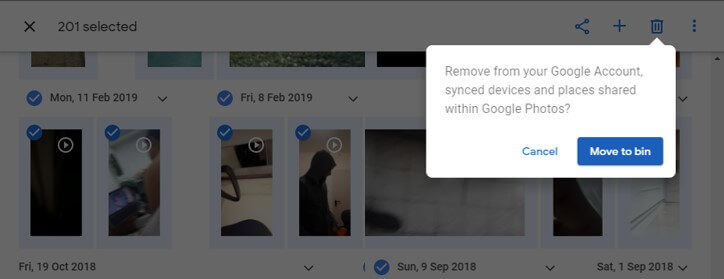 201 selected
Remove from your Google Account,
synced devices and places shared
within Google Photos?
Cancel
Move to bin
Mon, 11 Feb 2019
Fri, 8 Feb 2019
Fri, 19 Oct 2018
Sun, 9 Sep 2018
Sat, 1 Sep 2018